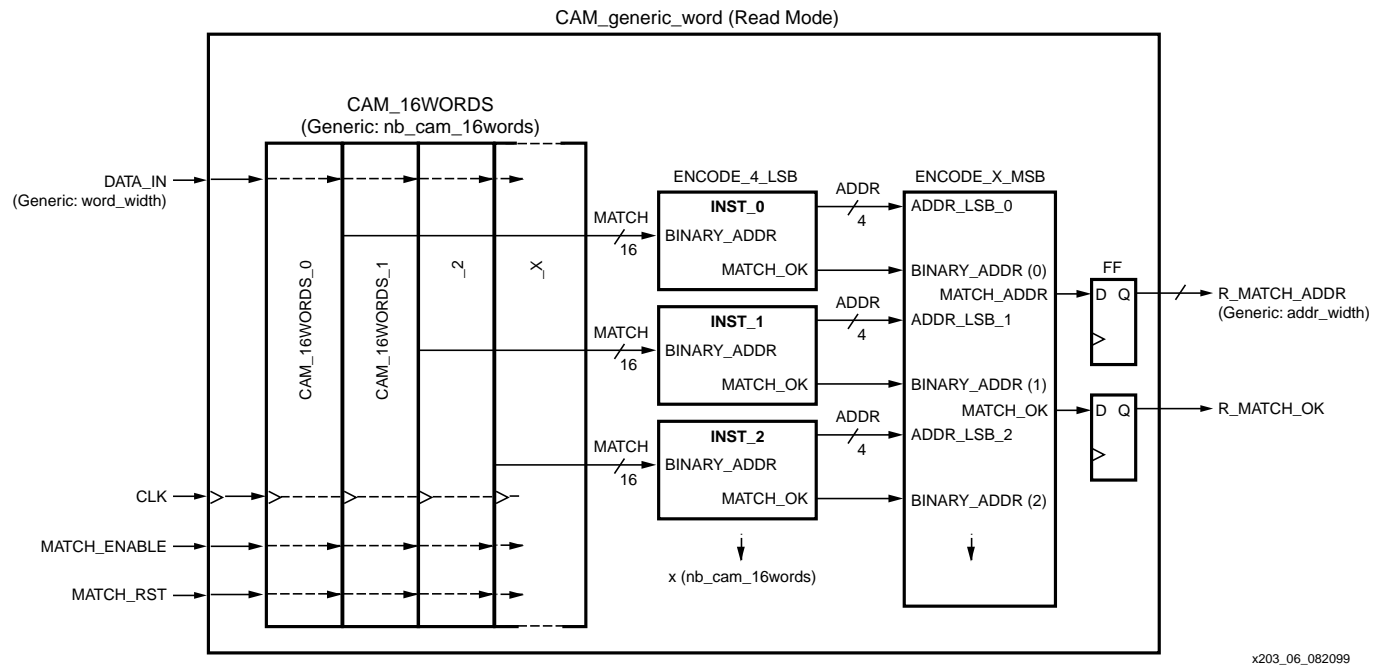 CAM_generic_word (Read Mode)
CAM_16WORDS
(Generic: nb_cam_16words)
DATA_IN
(Generic: word_width)
CLK
MATCH_ENABLE
MATCH_RST
CAM_16WORDS_0
CAM_16WORDS_1
_2
_X
MATCH
16
MATCH
16
MATCH
16
ENCODE_4_LSB
INST_0
BINARY_ADDR
MATCH_OK
INST_1
BINARY_ADDR
MATCH_OK
INST_2
BINARY_ADDR
MATCH_OK
x (nb_cam_16words)
ADDR
4
ADDR
4
ADDR
4
ENCODE_X_MSB
ADDR_LSB_0
BINARY_ADDR (0)
MATCH_ADDR
ADDR_LSB_1
BINARY_ADDR (1)
MATCH_OK
ADDR_LSB_2
BINARY_ADDR (2)
FF
D Q
D Q
R_MATCH_ADDR
(Generic: addr_width)
R_MATCH_OK
x203_06_082099